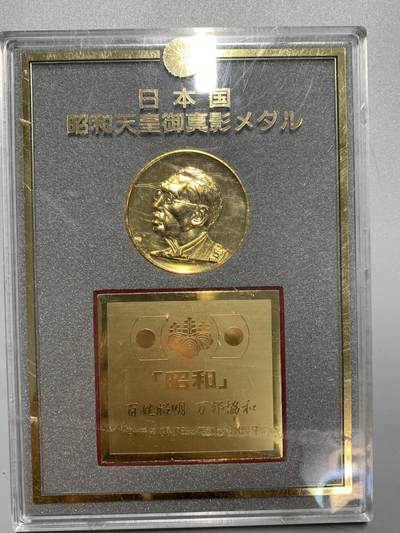 日本国
昭和天皇御真影メダル
「昭和」
百姓昭明 万邦協和